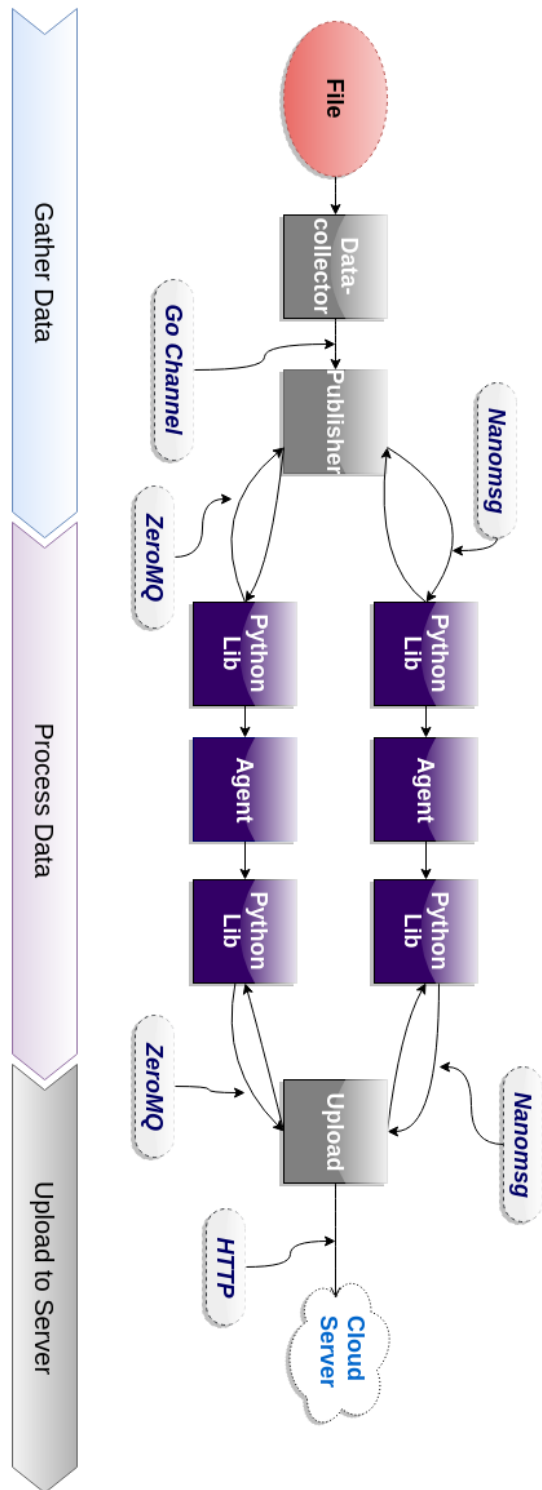 Nanomsg
Nanomsg
Python
Lib
Agent
Python
Lib
File
Data-
collector
Publisher
Upload
Cloud
Server
Python
Lib
Agent
Python
Lib
Go Channel
ZeroMQ
ZeroMQ
HTTP
Gather Data
Process Data
Upload to Server